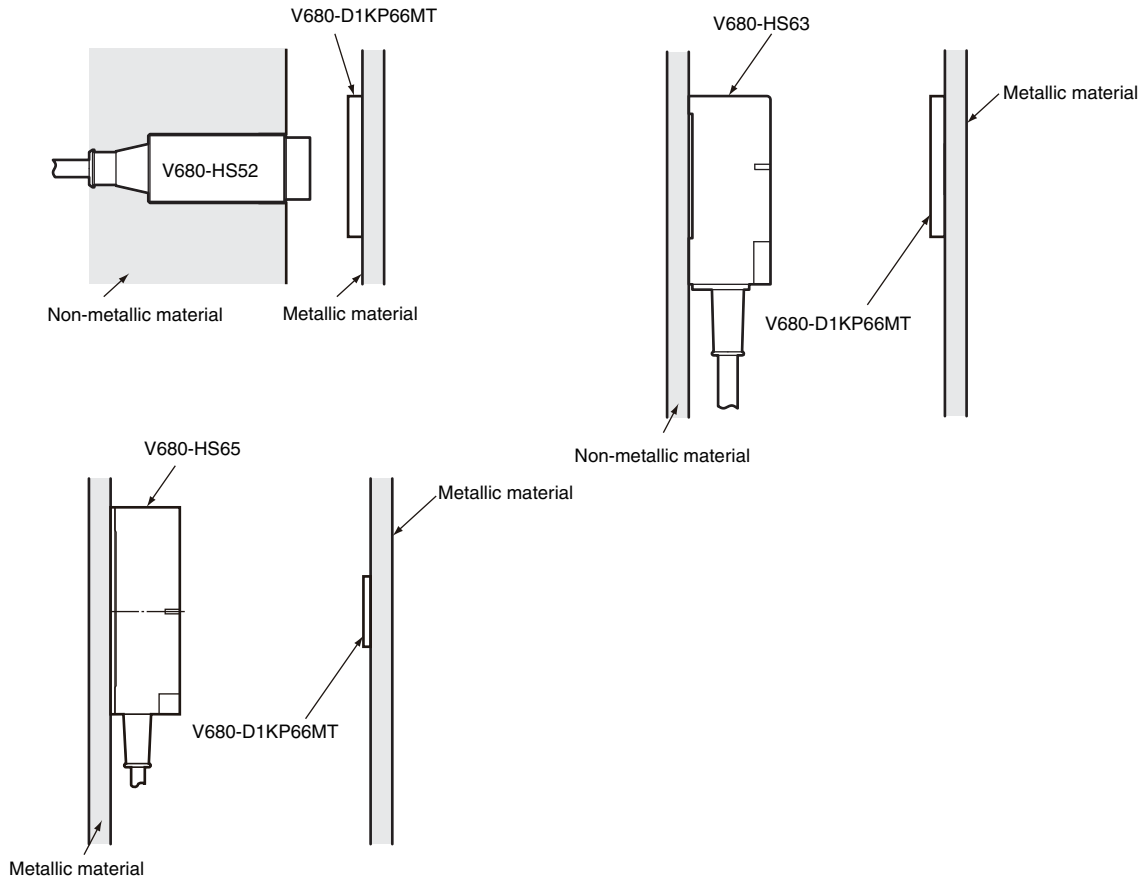 V680-D1KP66MT
V680-HS52
Non-metallic material
Metallic material
V680-HS63
Metallic material
V680-D1KP66MT
Non-metallic material
V680-HS65
Metallic material
V680-D1KP66MT
Metallic material